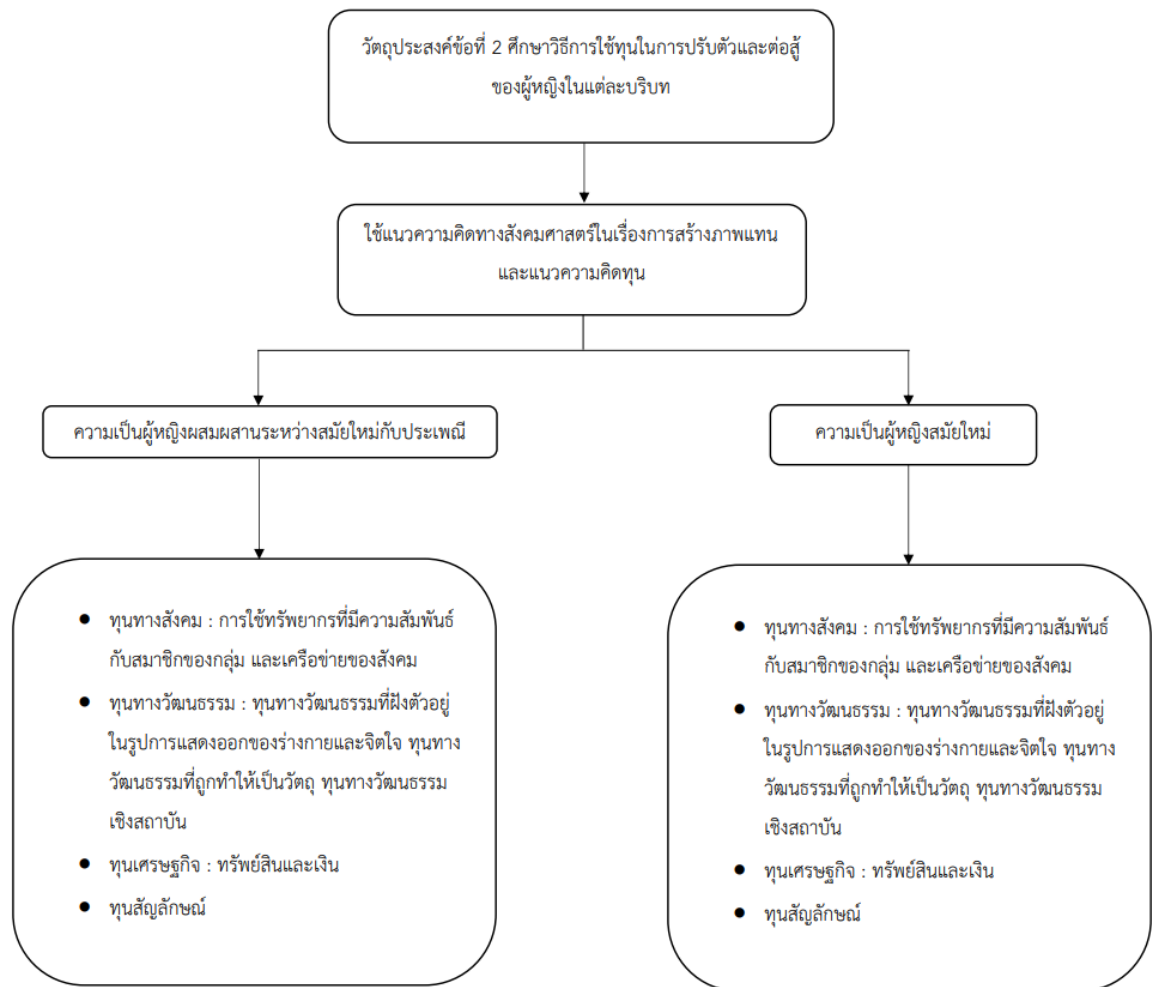 วัตถุประสงค์ข้อที่ 2 ศึกษาวิธีการใช้ทุนในการปรับตัวและต่อสู้
ของผู้หญิงในแต่ละบริบท
ใช้แนวความคิดทางสังคมศาสตร์ในเรื่องการสร้างภาพแทน
และแนวความคิดทุน
ความเป็นผู้หญิงผสมผสานระหว่างสมัยใหม่กับประเพณี
ความเป็นผู้หญิงสมัยใหม่
● ทุนทางสังคม : การใช้ทรัพยากรที่มีความสัมพันธ์
กับสมาชิกของกลุ่ม และเครือข่ายของสังคม
● ทุนทางวัฒนธรรม : ทุนทางวัฒนธรรมที่ฝังตัวอยู่
ในรูปการแสดงออกของร่างกายและจิตใจ ทุนทาง
วัฒนธรรมที่ถูกทำให้เป็นวัตถุ ทุนทางวัฒนธรรม
เชิงสถาบัน
● ทุนเศรษฐกิจ : ทรัพย์สินและเงิน
● ทุนสัญลักษณ์
● ทุนทางสังคม : การใช้ทรัพยากรที่มีความสัมพันธ์
กับสมาชิกของกลุ่ม และเครือข่ายของสังคม
● ทุนทางวัฒนธรรม : ทุนทางวัฒนธรรมที่ฝังตัวอยู่
ในรูปการแสดงออกของร่างกายและจิตใจ ทุนทาง
วัฒนธรรมที่ถูกทำให้เป็นวัตถุ ทุนทางวัฒนธรรม
เชิงสถาบัน
● ทุนเศรษฐกิจ : ทรัพย์สินและเงิน
● ทุนสัญลักษณ์